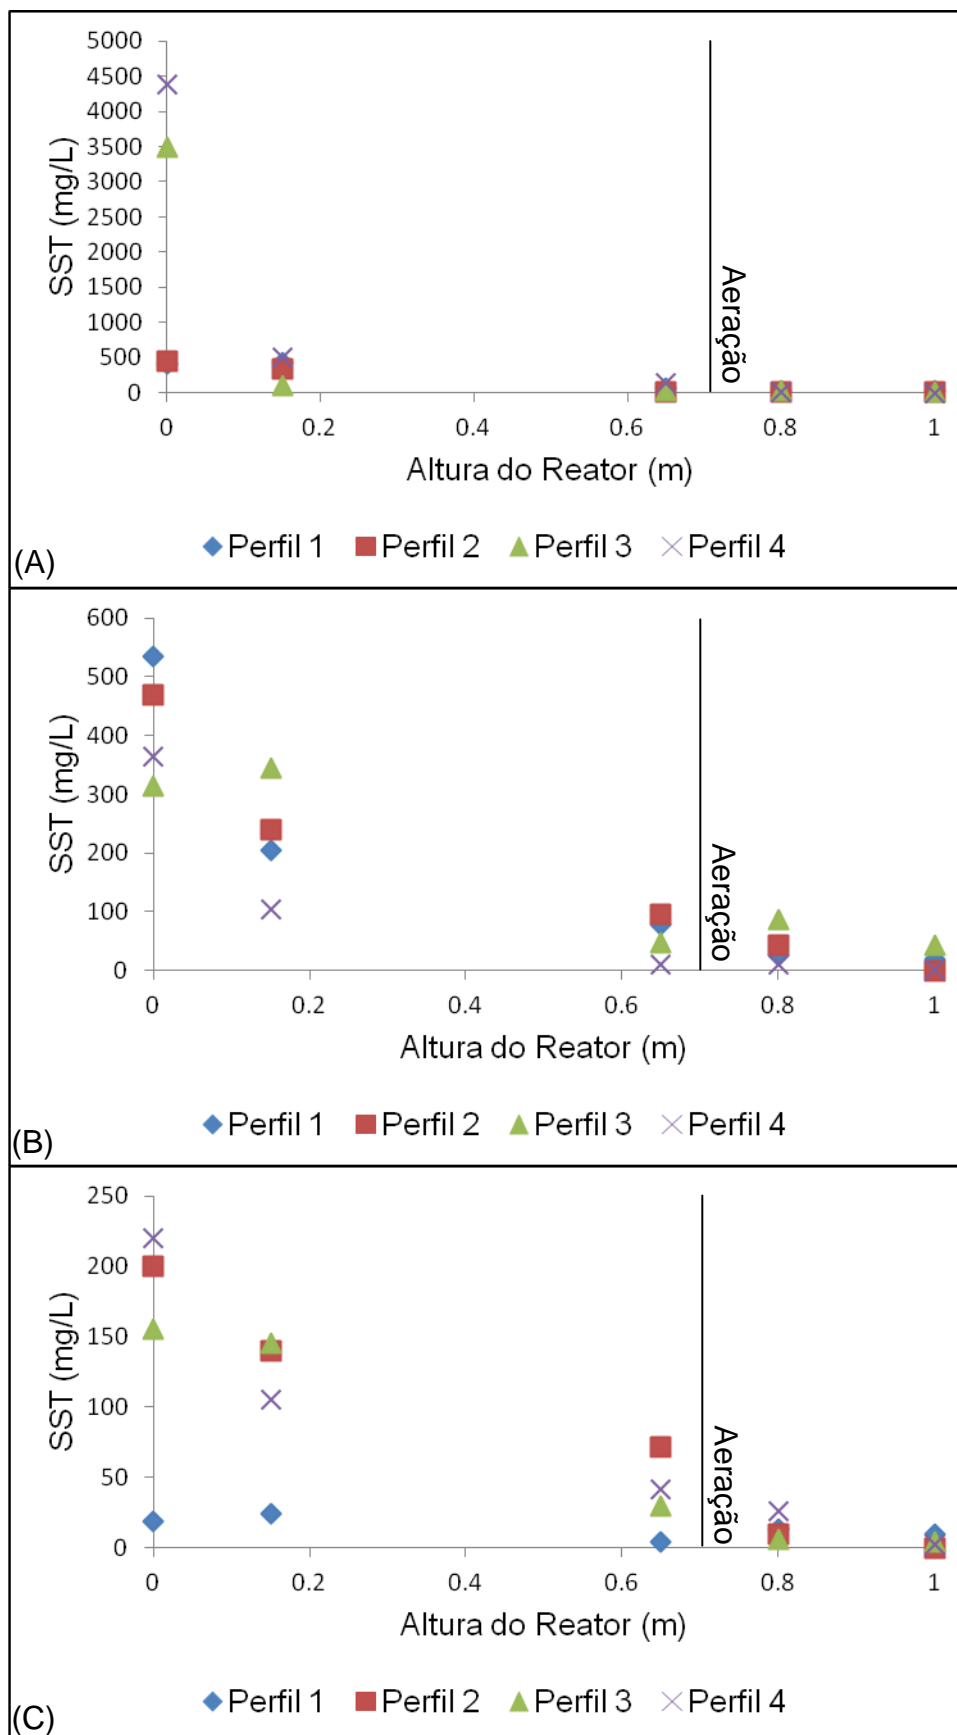 5000
4500
4000
3500
3000
2500
2000
1500
1000
500
0
SST (mg/L)
Aeração
0 0.2 0.4 0.6 0.8 1
Altura do Reator (m)
Perfil 1 Perfil 2 Perfil 3 Perfil 4
(A)
600
500
400
300
200
100
0
SST (mg/L)
Aeração
0 0.2 0.4 0.6 0.8 1
Altura do Reator (m)
Perfil 1 Perfil 2 Perfil 3 Perfil 4
(B)
250
200
150
100
50
0
SST (mg/L)
Aeração
0 0.2 0.4 0.6 0.8 1
Altura do Reator (m)
Perfil 1 Perfil 2 Perfil 3 Perfil 4
(C)